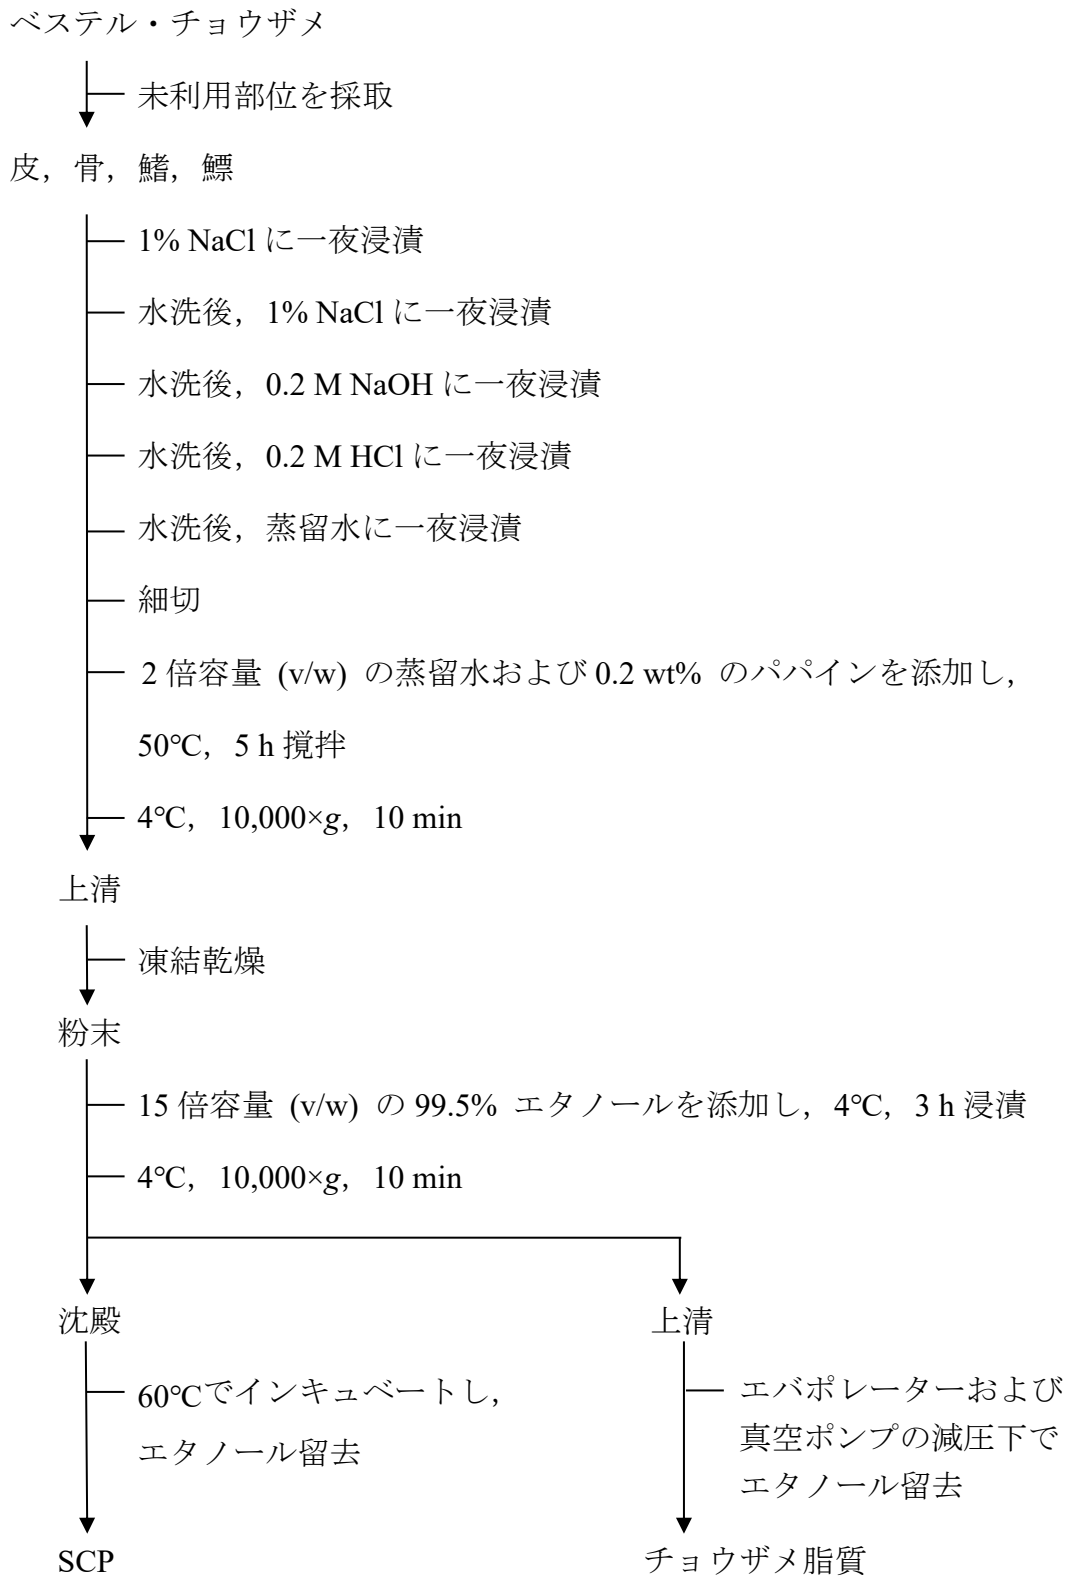 ベステル・チョウザメ
未利用部位を採取
皮，骨，鰭，鰾
1% NaCl に一夜浸漬
水洗後，1% NaCl に一夜浸漬
水洗後，0.2 M NaOH に一夜浸漬
水洗後，0.2 M HCl に一夜浸漬
水洗後，蒸留水に一夜浸漬
細切
2 倍容量 (v/w) の蒸留水および 0.2 wt% のパパインを添加し，
50℃，5 h 撹拌
4℃，10,000×g，10 min
上清
凍結乾燥
粉末
15 倍容量 (v/w) の 99.5% エタノールを添加し，4℃，3 h 浸漬
4℃，10,000×g，10 min
沈殿
上清
60℃でインキュベートし，
エタノール留去
エバポレーターおよび
真空ポンプの減圧下で
エタノール留去
SCP
チョウザメ脂質